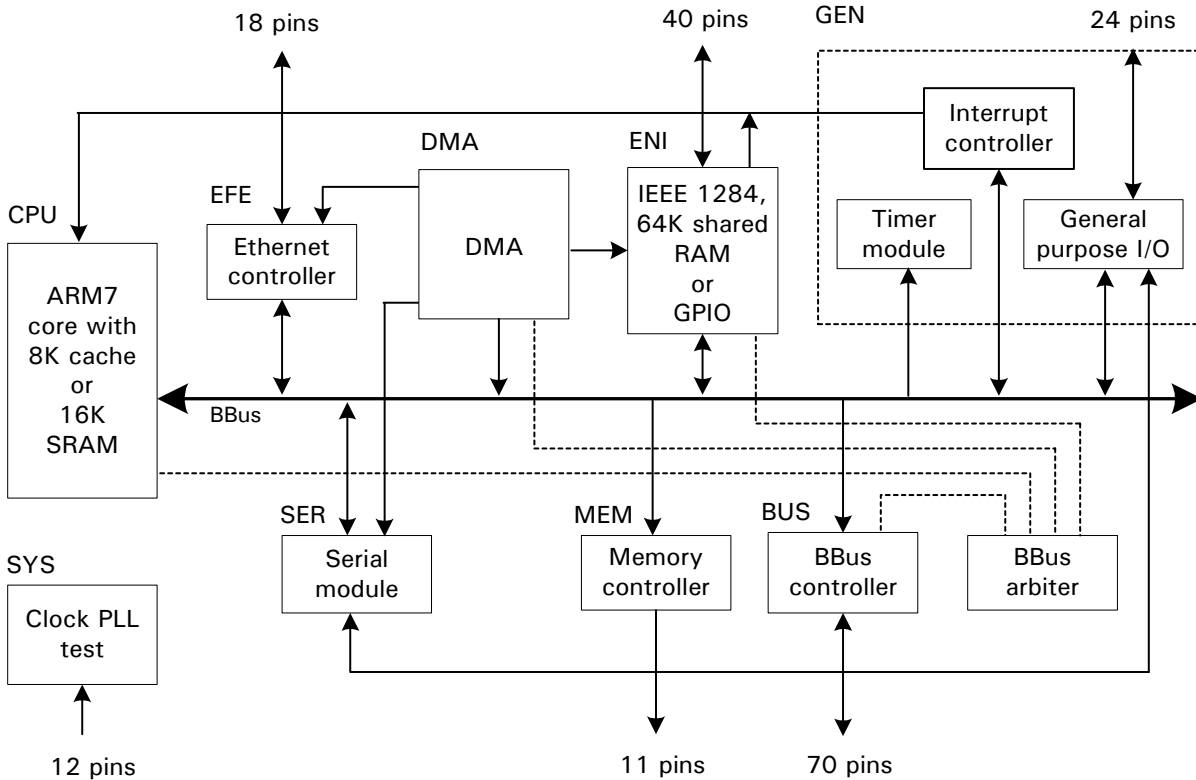 18 pins
40 pins
GEN
24 pins
Interrupt
controller
DMA
ENI
EFE
CPU
IEEE 1284,
64K shared
RAM
or
GPIO
Timer
module
General
purpose I/O
Ethernet
controller
DMA
ARM7
core with
8K cache
or
16K
SRAM
BBus
SER
MEM
BUS
SYS
Serial
module
Memory
controller
BBus
controller
BBus
arbiter
Clock PLL
test
12 pins
11 pins
70 pins